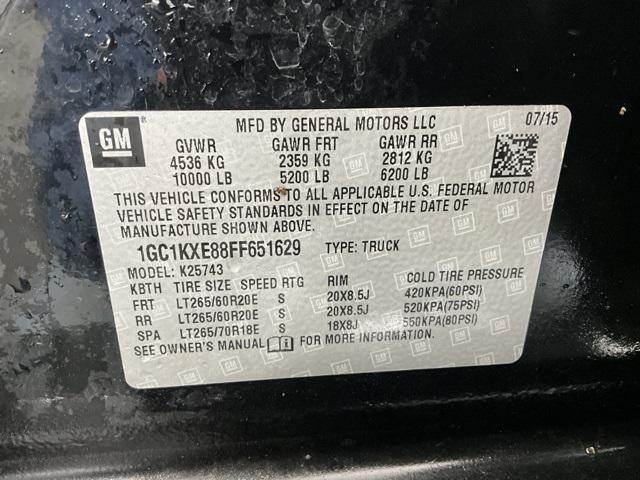 GM ® MFD BY GENERAL MOTORS LLC 07/15
GVWR GAWR FRT GAWR RR
4536 KG 2359 KG 2812 KG
10000 LB 5200 LB 6200 LB
THIS VEHICLE CONFORMS TO ALL APPLICABLE U.S. FEDERAL MOTOR
VEHICLE SAFETY STANDARDS IN EFFECT ON THE DATE OF
MANUFACTURE SHOWN ABOVE.
1GC1KXE88FF651629 TYPE: TRUCK
MODEL: K25743
KBTH TIRE SIZE SPEED RTG RIM COLD TIRE PRESSURE
FRT LT265/60R20E S 20X8.5J 420KPA(60PSI)
RR LT265/60R20E S 20X8.5J 520KPA(75PSI)
SPA LT265/70R18E S 18X8J 550KPA(80PSI)
SEE OWNER'S MANUAL i FOR MORE INFORMATION.